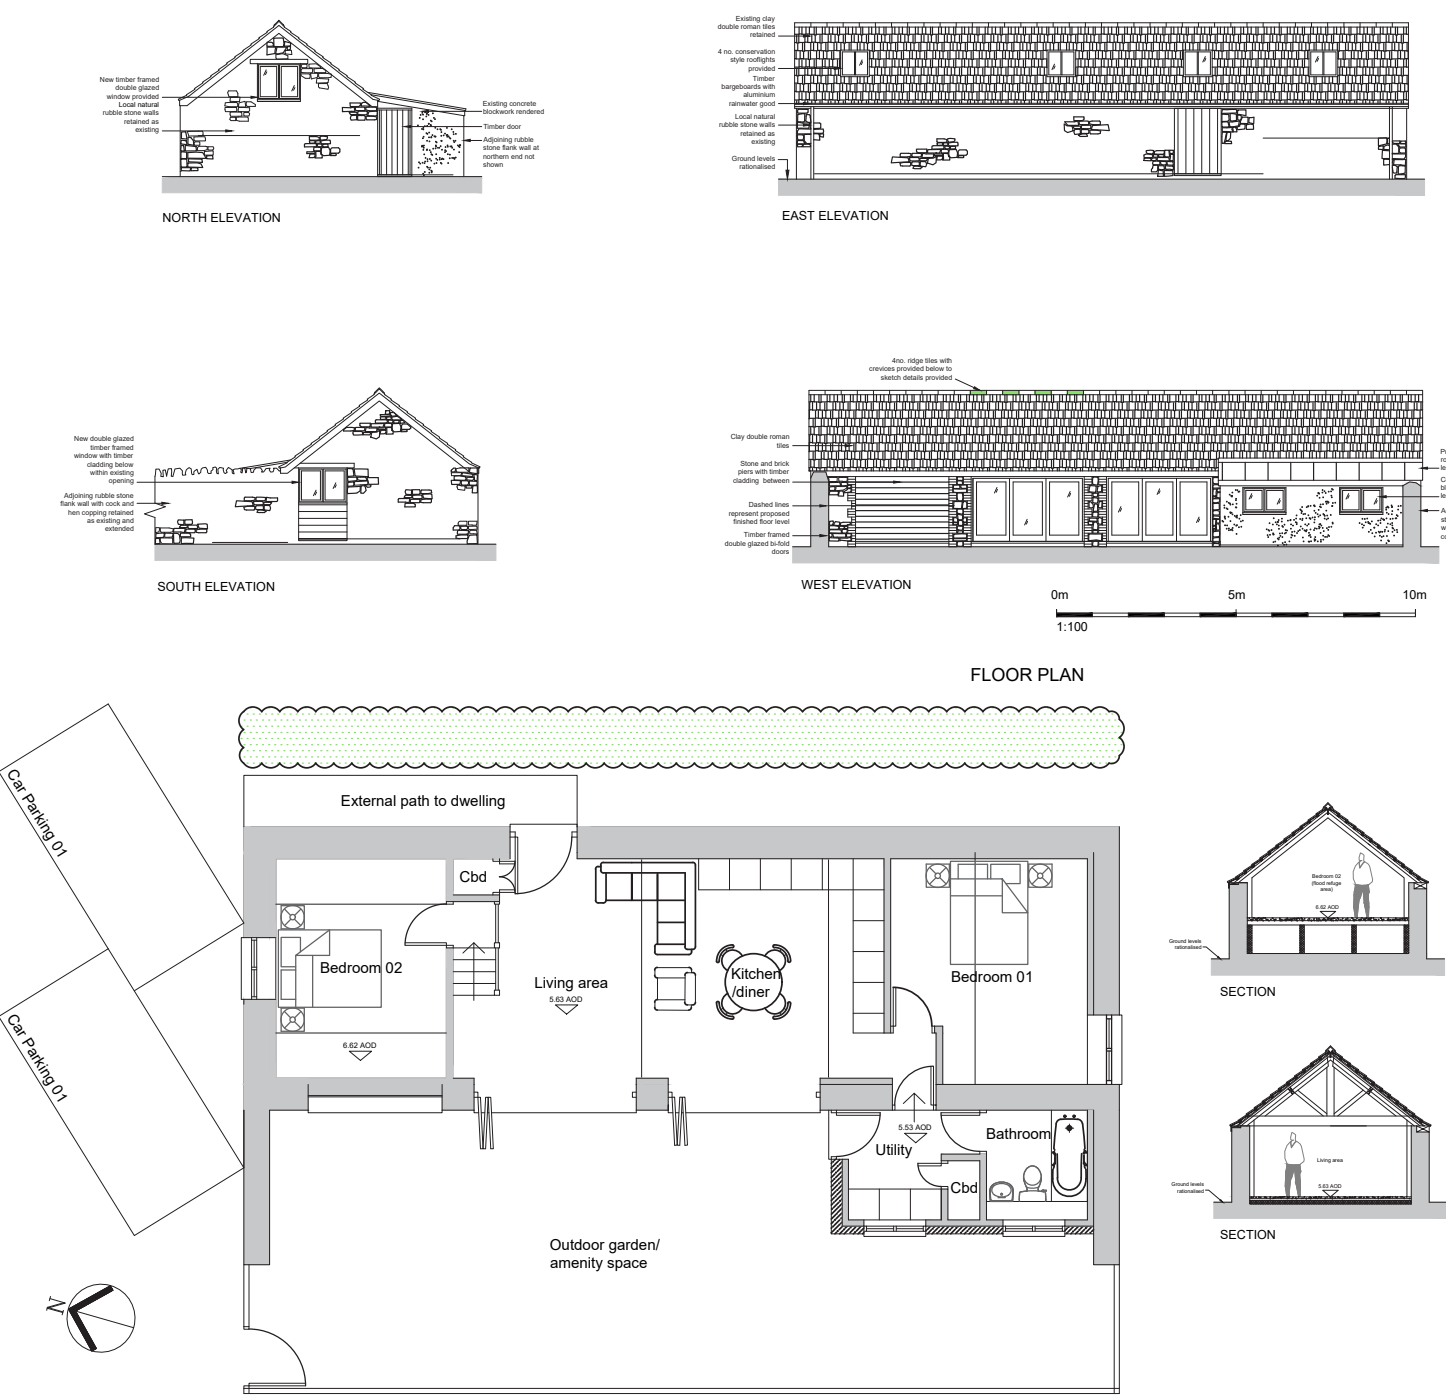 New timber framed
double glazed
window provided
Local natural
rubble stone walls
retained as
existing
Existing concrete
blockwork rendered
Timber door
Adjoining rubble
stone flank wall at
northern end not
shown
NORTH ELEVATION
Existing clay
double roman tiles
retained
4 no. conservation
style rooflights
provided
Timber
bargeboards with
aluminium
rainwater good
Local natural
rubble stone walls
retained as
existing
Ground levels
rationalised
EAST ELEVATION
New double glazed
timber framed
window with timber
cladding below
within existing
opening
Adjoining rubble stone
flank wall with cock and
hen copping retained
as existing and
extended
SOUTH ELEVATION
4no. ridge tiles with
crevices provided below to
sketch details provided
Clay double roman
tiles
Stone and brick
piers with timber
cladding between
Dashed lines
represent proposed
finished floor level
Timber framed
double glazed bi-fold
doors
WEST ELEVATION
0m 5m 10m
1:100
FLOOR PLAN
Car Parking 01
Car Parking 01
External path to dwelling
Cbd
Bedroom 02
6.62 AOD
Living area
5.63 AOD
Kitchen
/diner
Bedroom 01
5.53 AOD
Utility
Bathroom
Cbd
Outdoor garden/
amenity space
N
Bedroom 02
(flood refuge
area)
6.62 AOD
Ground levels
rationalised
SECTION
Living area
5.63 AOD
Ground levels
rationalised
SECTION